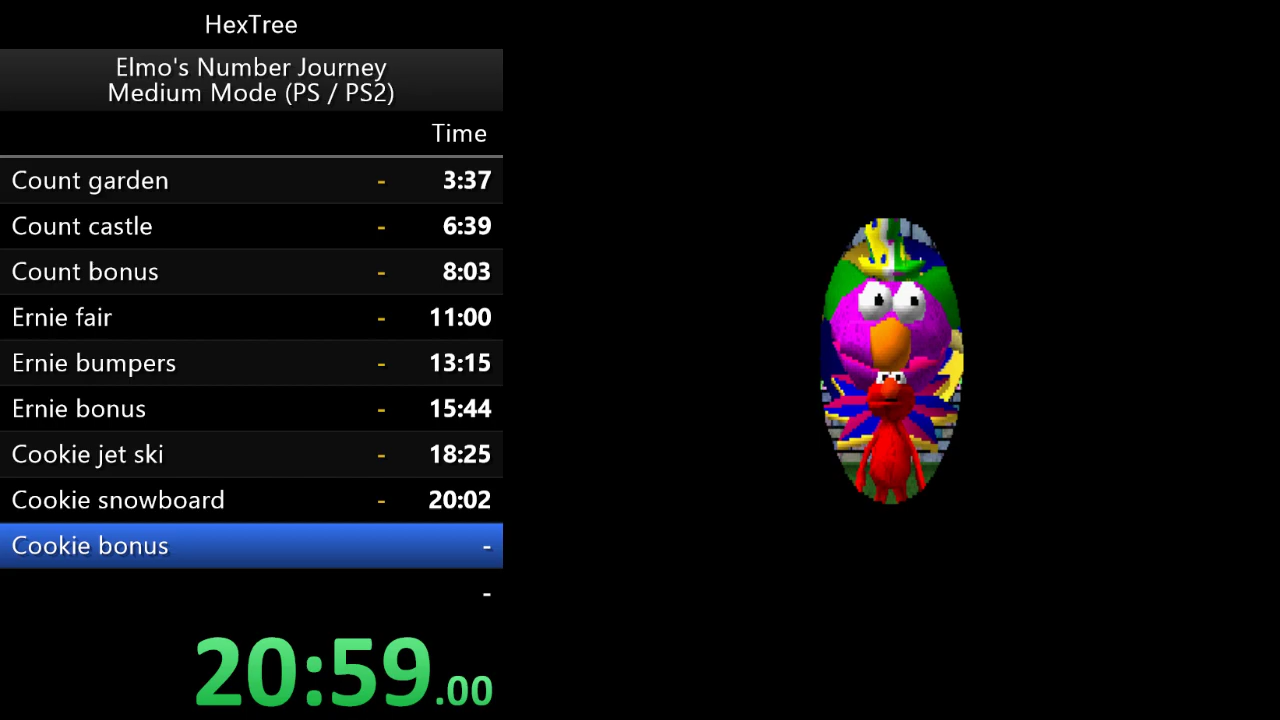 HexTree
Elmo's Number Journey
Medium Mode (PS / PS2)
Time
Count garden - 3:37
Count castle - 6:39
Count bonus - 8:03
Ernie fair - 11:00
Ernie bumpers - 13:15
Ernie bonus - 15:44
Cookie jet ski - 18:25
Cookie snowboard - 20:02
Cookie bonus -
-
20:59.00